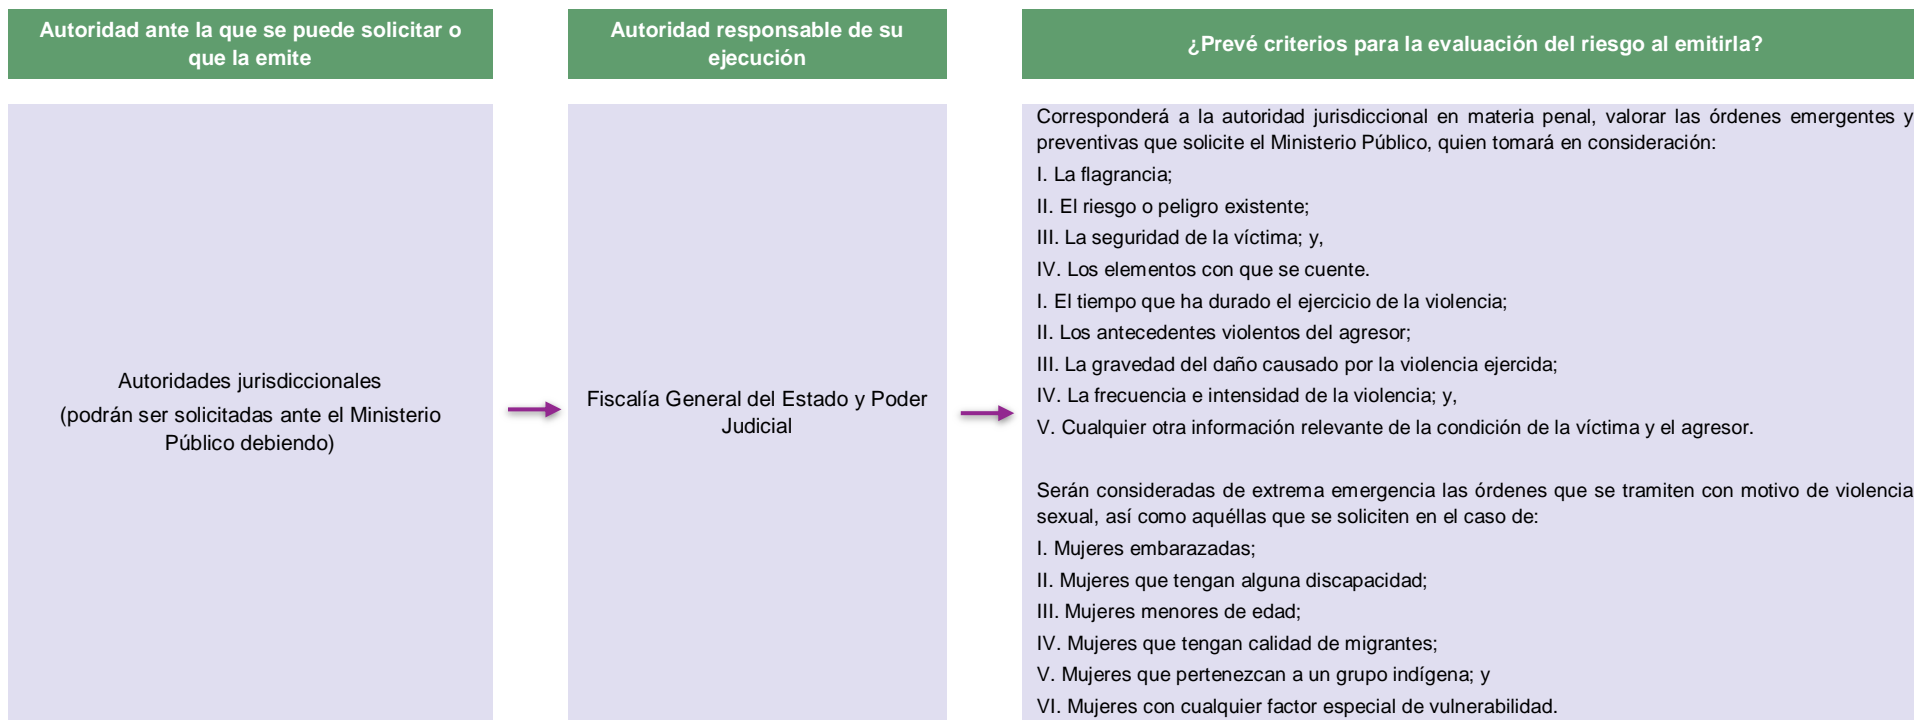 Autoridad ante la que se puede solicitar o
que la emite
Autoridad responsable de su
ejecución
¿Prevé criterios para la evaluación del riesgo al emitirla?
Autoridades jurisdiccionales
(podrán ser solicitadas ante el Ministerio
Público debiendo)
Fiscalía General del Estado y Poder
Judicial
Corresponderá a la autoridad jurisdiccional en materia penal, valorar las órdenes emergentes y
preventivas que solicite el Ministerio Público, quien tomará en consideración:
I. La flagrancia;
II. El riesgo o peligro existente;
III. La seguridad de la víctima; y,
IV. Los elementos con que se cuente.
I. El tiempo que ha durado el ejercicio de la violencia;
II. Los antecedentes violentos del agresor;
III. La gravedad del daño causado por la violencia ejercida;
IV. La frecuencia e intensidad de la violencia; y,
V. Cualquier otra información relevante de la condición de la víctima y el agresor.
Serán consideradas de extrema emergencia las órdenes que se tramiten con motivo de violencia
sexual, así como aquéllas que se soliciten en el caso de:
I. Mujeres embarazadas;
II. Mujeres que tengan alguna discapacidad;
III. Mujeres menores de edad;
IV. Mujeres que tengan calidad de migrantes;
V. Mujeres que pertenezcan a un grupo indígena; y
VI. Mujeres con cualquier factor especial de vulnerabilidad.